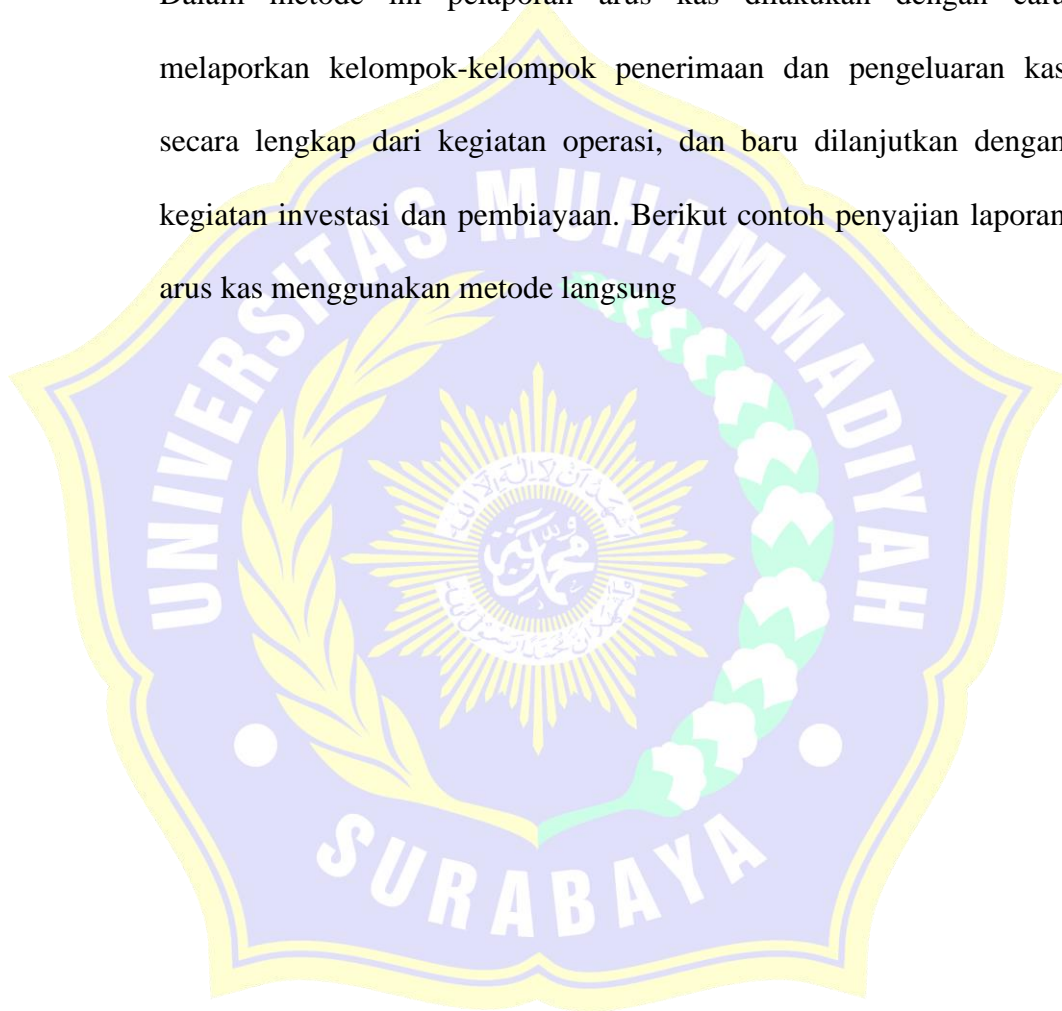 Dalam metode ini pelaporan arus kas dilakukan dengan cara
melaporkan kelompok-kelompok penerimaan dan pengeluaran kas
secara lengkap dari kegiatan operasi, dan baru dilanjutkan dengan
kegiatan investasi dan pembiayaan. Berikut contoh penyajian laporan
arus kas menggunakan metode langsung
UNIVERSITAS MUHAMMADIYAH
محمد
SURABAYA